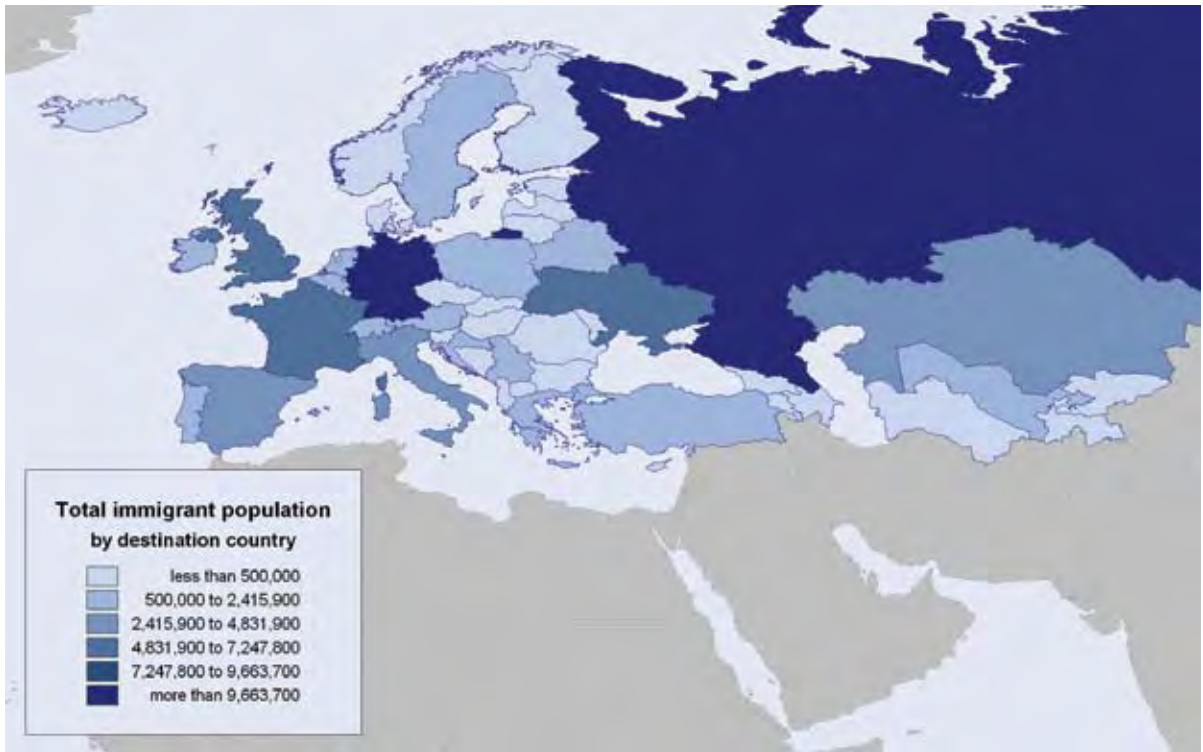 Total immigrant population
by destination country
less than 500,000
500,000 to 2,415,900
2,415,900 to 4,831,900
4,831,900 to 7,247,800
7,247,800 to 9,663,700
more than 9,663,700